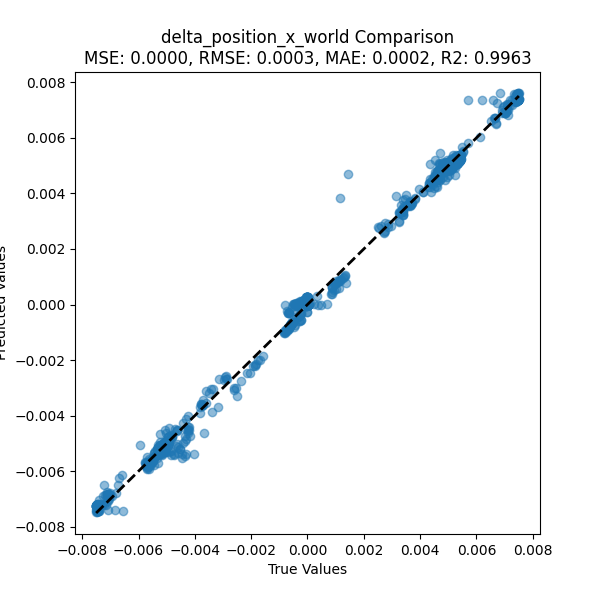 delta_position_x_world Comparison
MSE: 0.0000, RMSE: 0.0003, MAE: 0.0002, R2: 0.9963
0.008
0.006
0.004
0.002
0.000
−0.002
−0.004
−0.006
−0.008
Predicted Values
−0.008 −0.006 −0.004 −0.002 0.000 0.002 0.004 0.006 0.008
True Values